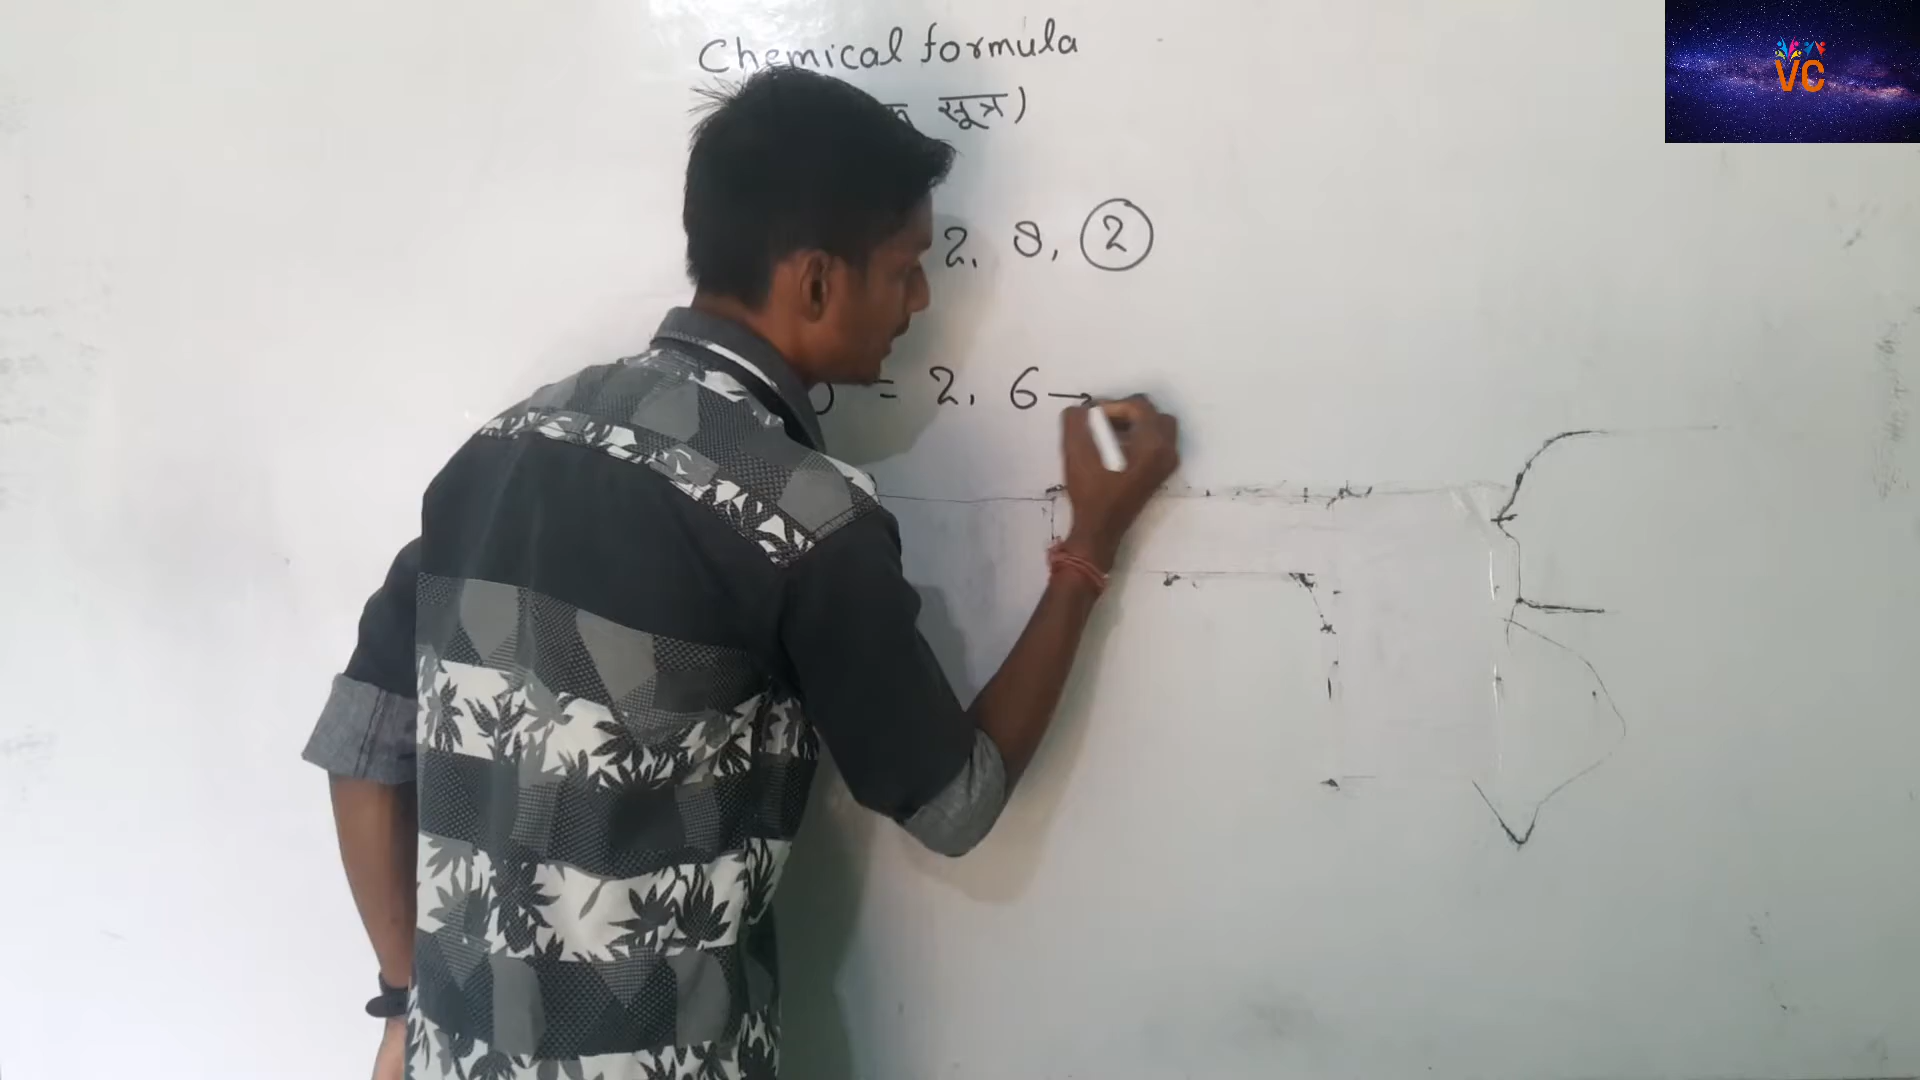 Chemical formula
सूत्र)
2, 8, 2
= 2, 6 →
VC